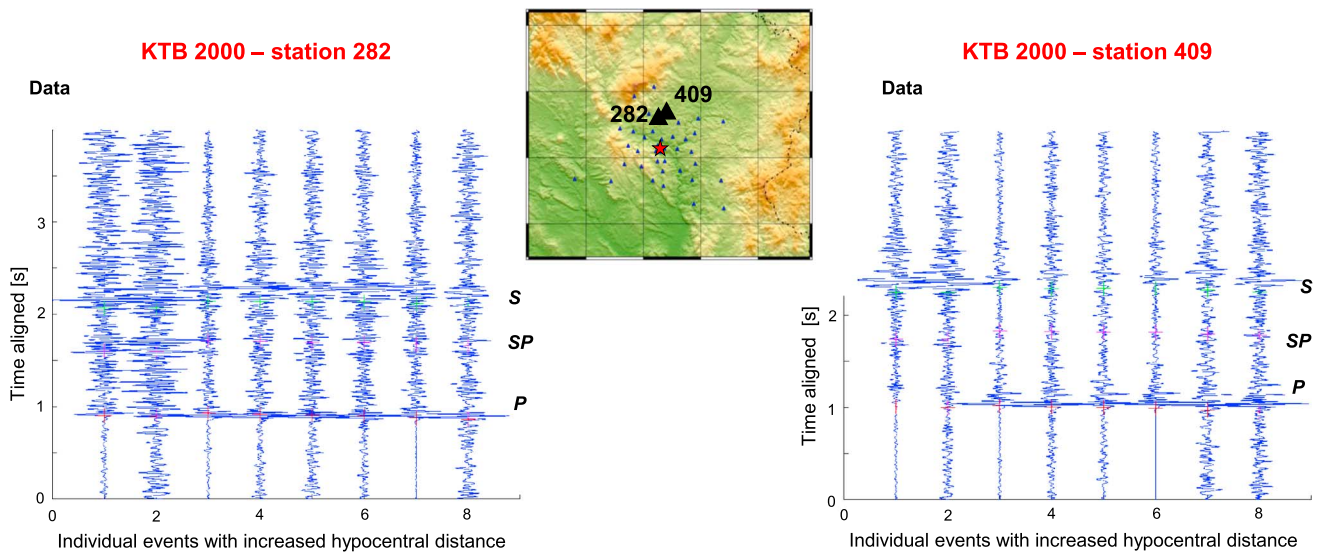 KTB 2000 – station 282
Data
Time aligned [s]
3
2
1
0
0 2 4 6 8
S
SP
P
Individual events with increased hypocentral distance
409
282
KTB 2000 – station 409
Data
Time aligned [s]
2
1
0
0 2 4 6 8
S
SP
P
Individual events with increased hypocentral distance